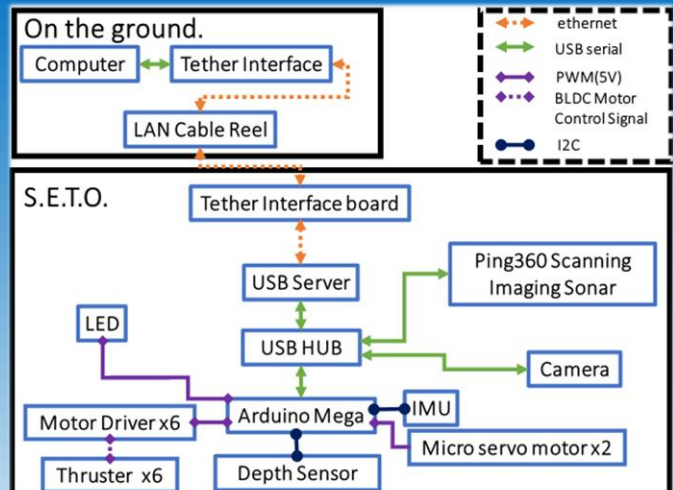 On the ground.
Computer
Tether Interface
LAN Cable Reel
ethernet
USB serial
PWM(5V)
BLDC Motor
Control Signal
I2C
S.E.T.O.
Tether Interface board
USB Server
Ping360 Scanning
Imaging Sonar
LED
USB HUB
Camera
Motor Driver x6
Arduino Mega
IMU
Micro servo motor x2
Thruster x6
Depth Sensor